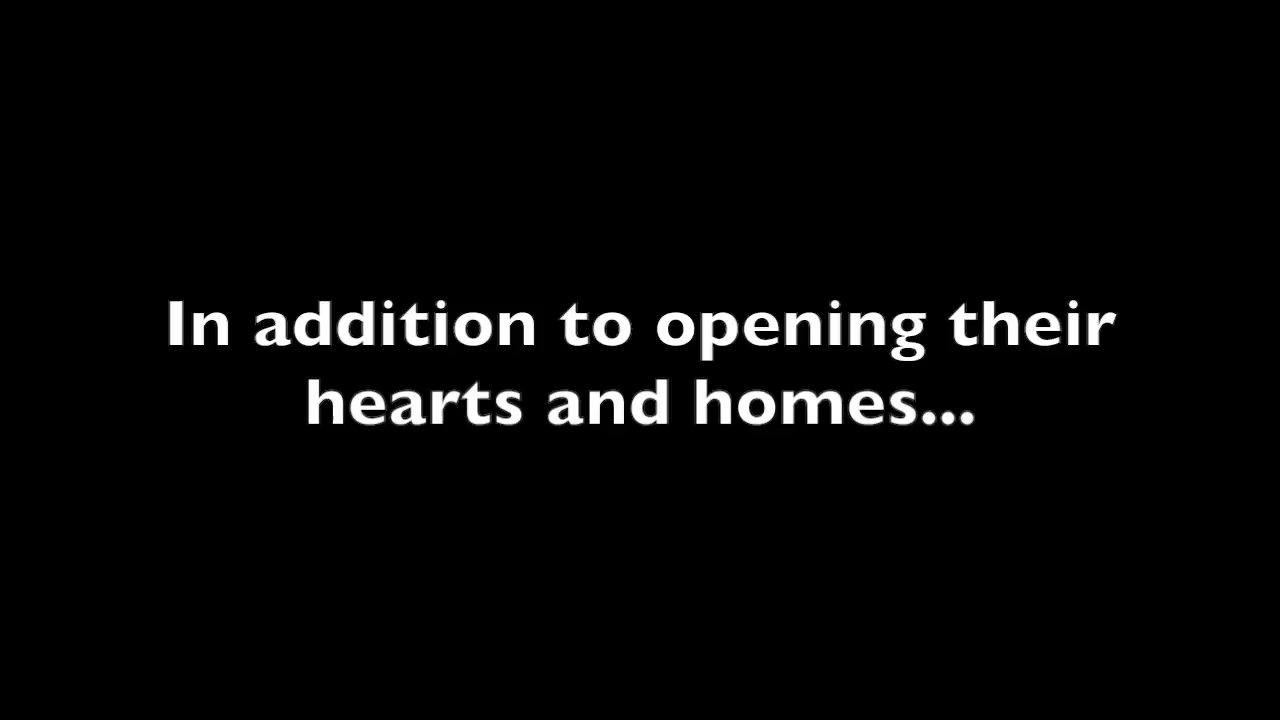 In addition to opening their
hearts and homes...